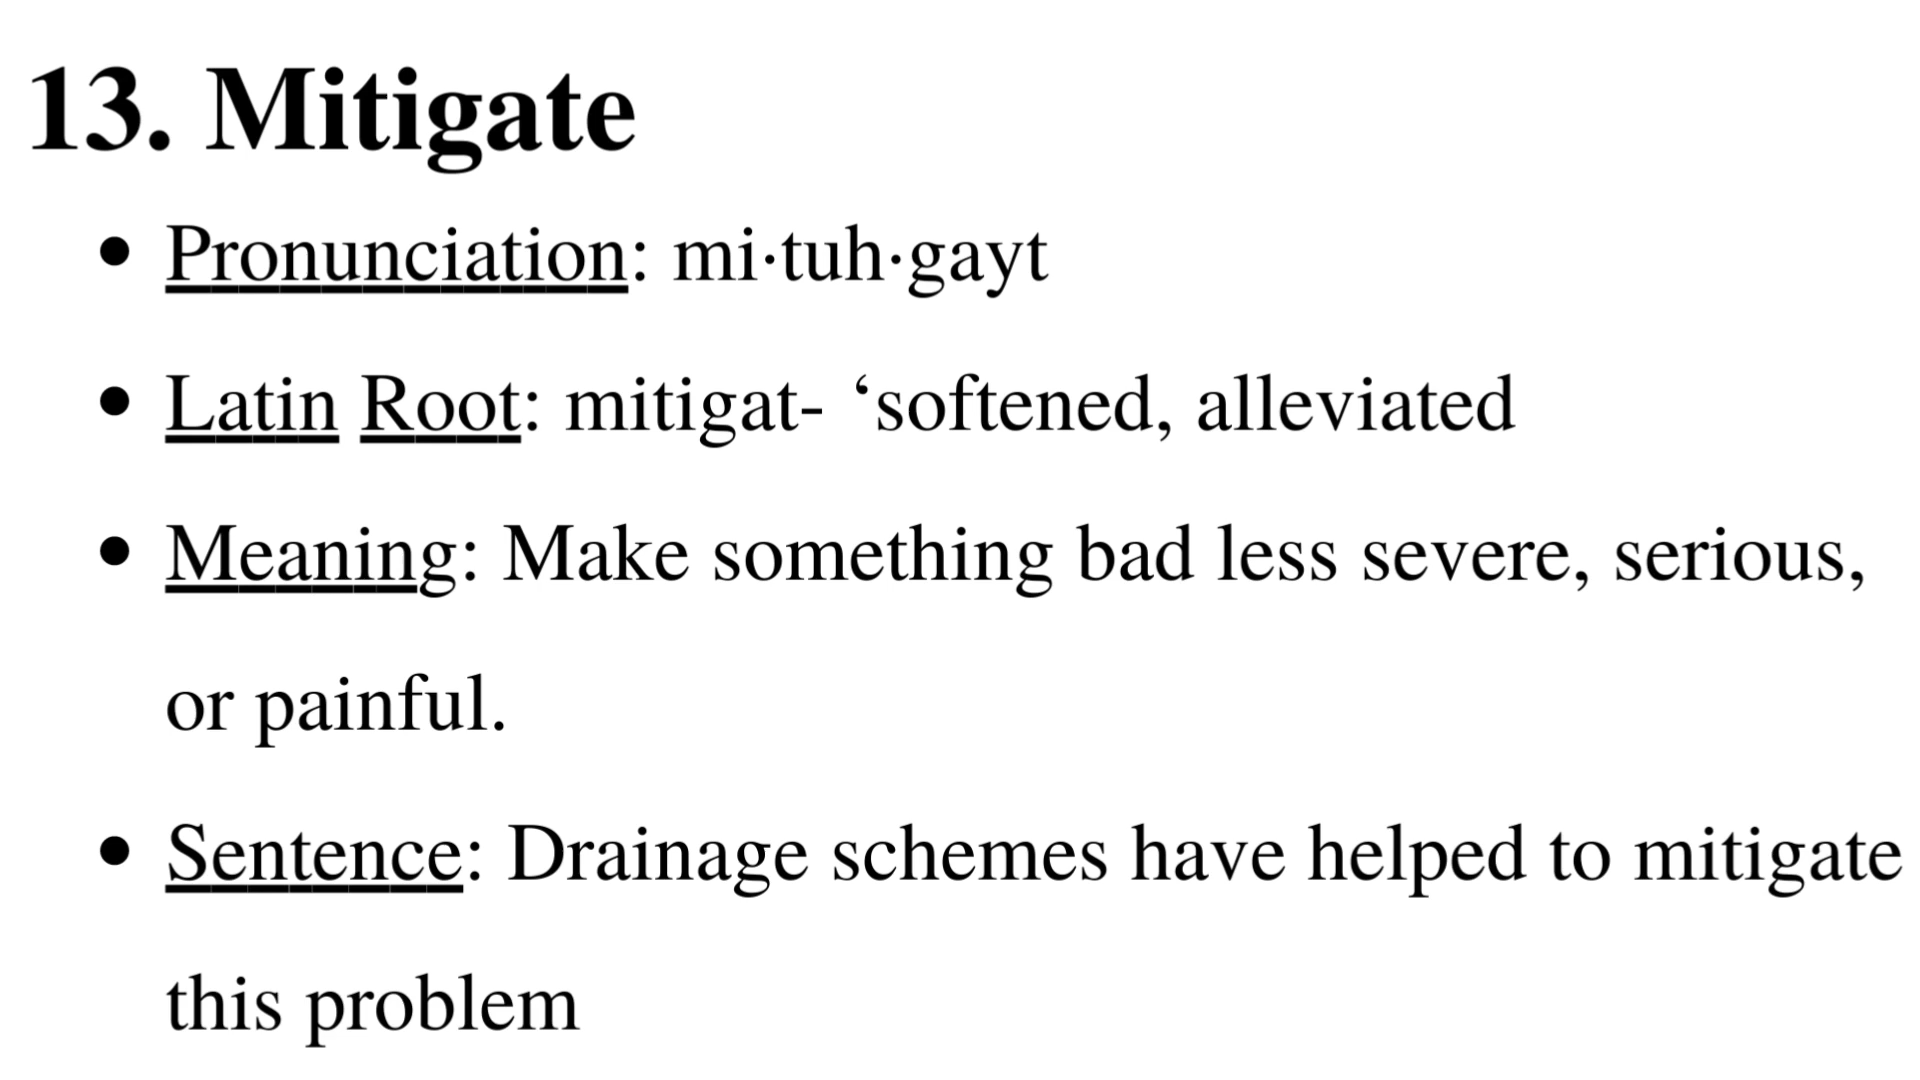 13. Mitigate
• Pronunciation: mi·tuh·gayt
• Latin Root: mitigat- ‘softened, alleviated
• Meaning: Make something bad less severe, serious,
or painful.
• Sentence: Drainage schemes have helped to mitigate
this problem